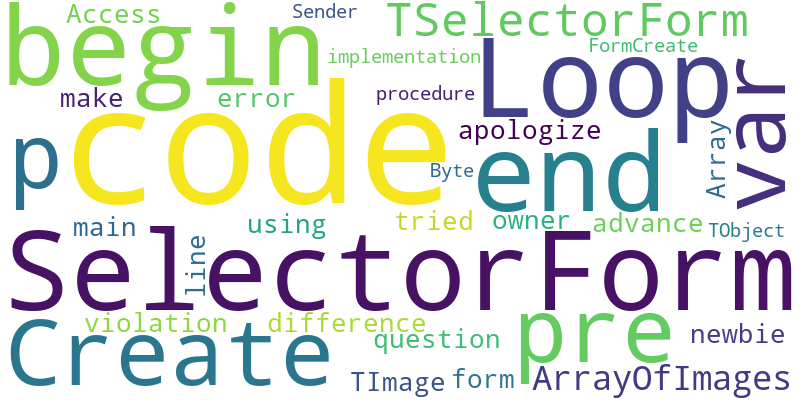 Access Sender TSelectorForm
begin implementation FormCreate
make error procedure Loop var
p code apologize Array
Byte end
main using tried owner advance TObject
line SelectorForm
violation difference pre
Create question newbie
TImage form ArrayOfImages